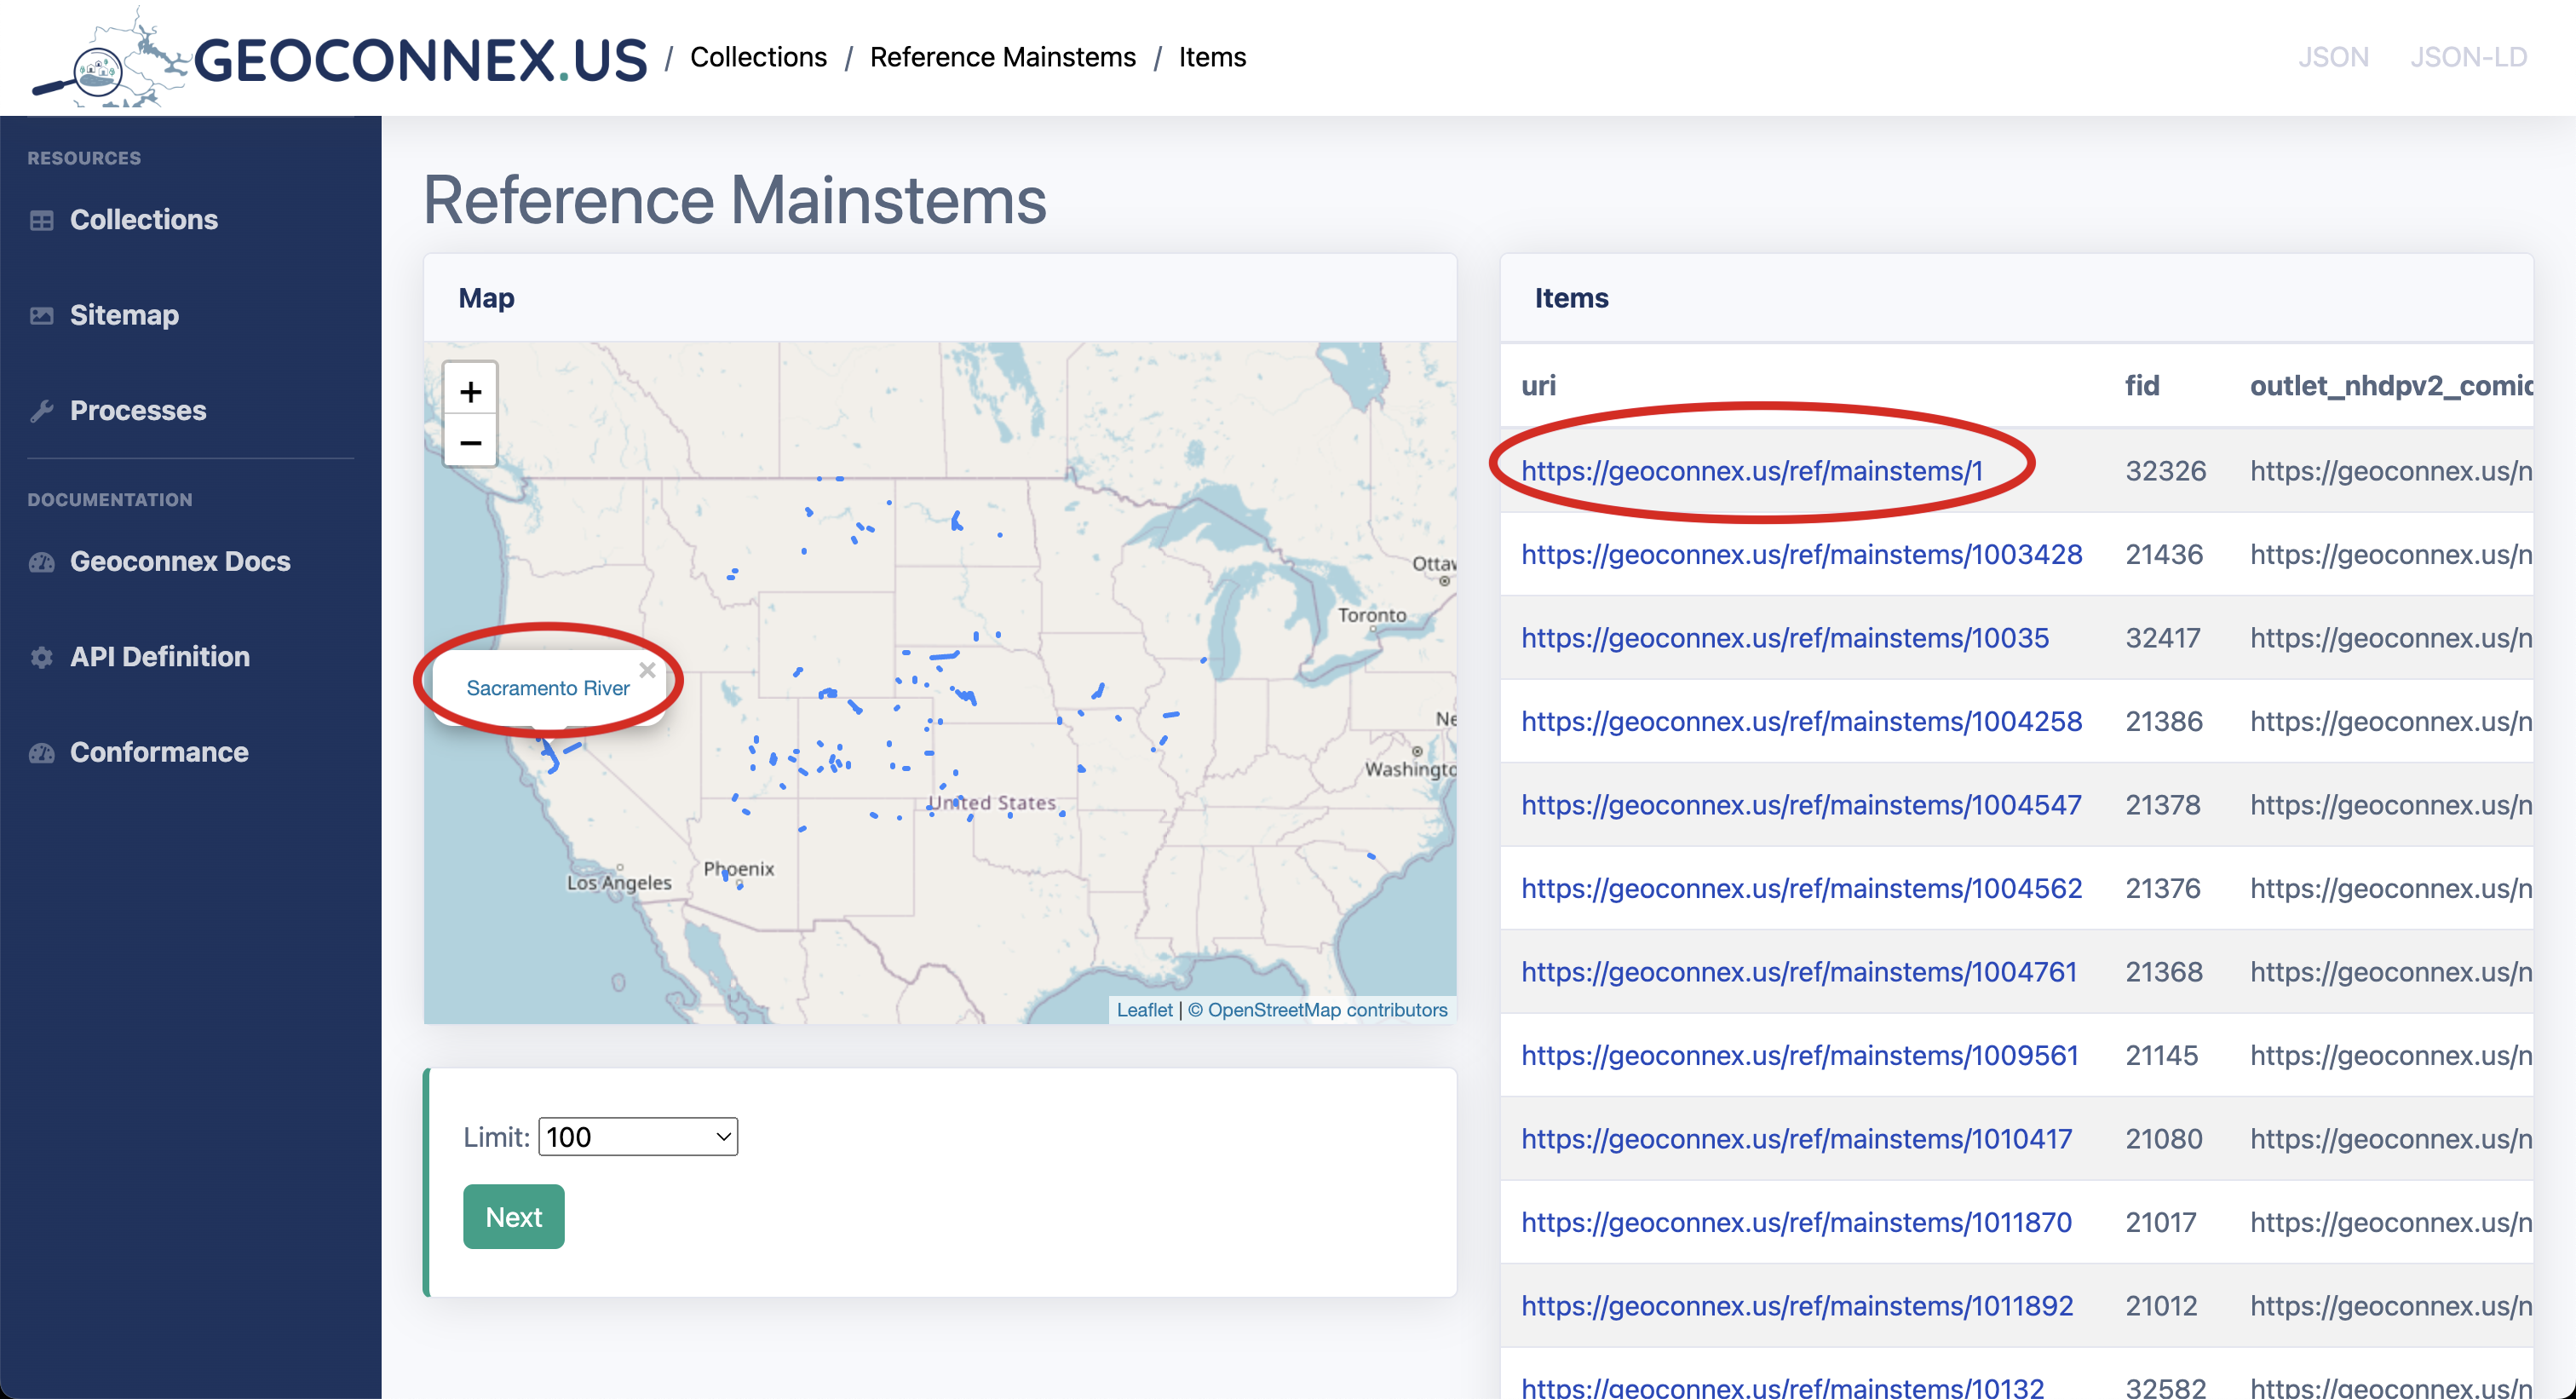 GEOCONNEX.US / Collections / Reference Mainstems / Items
JSON JSON-LD
RESOURCES
Collections
Sitemap
Processes
DOCUMENTATION
Geoconnex Docs
API Definition
Conformance
Reference Mainstems
Map
+
−
Ottaw
Toronto
Sacramento River ×
Ne
Washingto
United States
Phoenix
Los Angeles
Leaflet | © OpenStreetMap contributors
Limit: 100
Next
Items
uri fid outlet_nhdpv2_comid
https://geoconnex.us/ref/mainstems/1 32326 https://geoconnex.us/n
https://geoconnex.us/ref/mainstems/1003428 21436 https://geoconnex.us/n
https://geoconnex.us/ref/mainstems/10035 32417 https://geoconnex.us/n
https://geoconnex.us/ref/mainstems/1004258 21386 https://geoconnex.us/n
https://geoconnex.us/ref/mainstems/1004547 21378 https://geoconnex.us/n
https://geoconnex.us/ref/mainstems/1004562 21376 https://geoconnex.us/n
https://geoconnex.us/ref/mainstems/1004761 21368 https://geoconnex.us/n
https://geoconnex.us/ref/mainstems/1009561 21145 https://geoconnex.us/n
https://geoconnex.us/ref/mainstems/1010417 21080 https://geoconnex.us/n
https://geoconnex.us/ref/mainstems/1011870 21017 https://geoconnex.us/n
https://geoconnex.us/ref/mainstems/1011892 21012 https://geoconnex.us/n
https://geoconnex.us/ref/mainstems/10132 32582 https://geoconnex.us/n